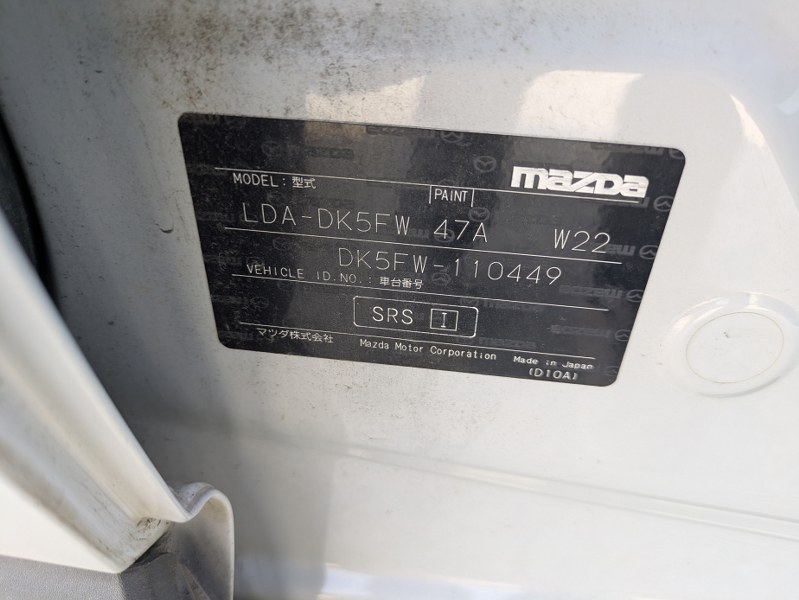 mazda
MODEL: 型式 PAINT
LDA-DK5FW 47A W22
DK5FW-110449
VEHICLE ID.NO.: 車台番号
SRS I
マツダ株式会社 Mazda Motor Corporation Made in Japan
(D10A)